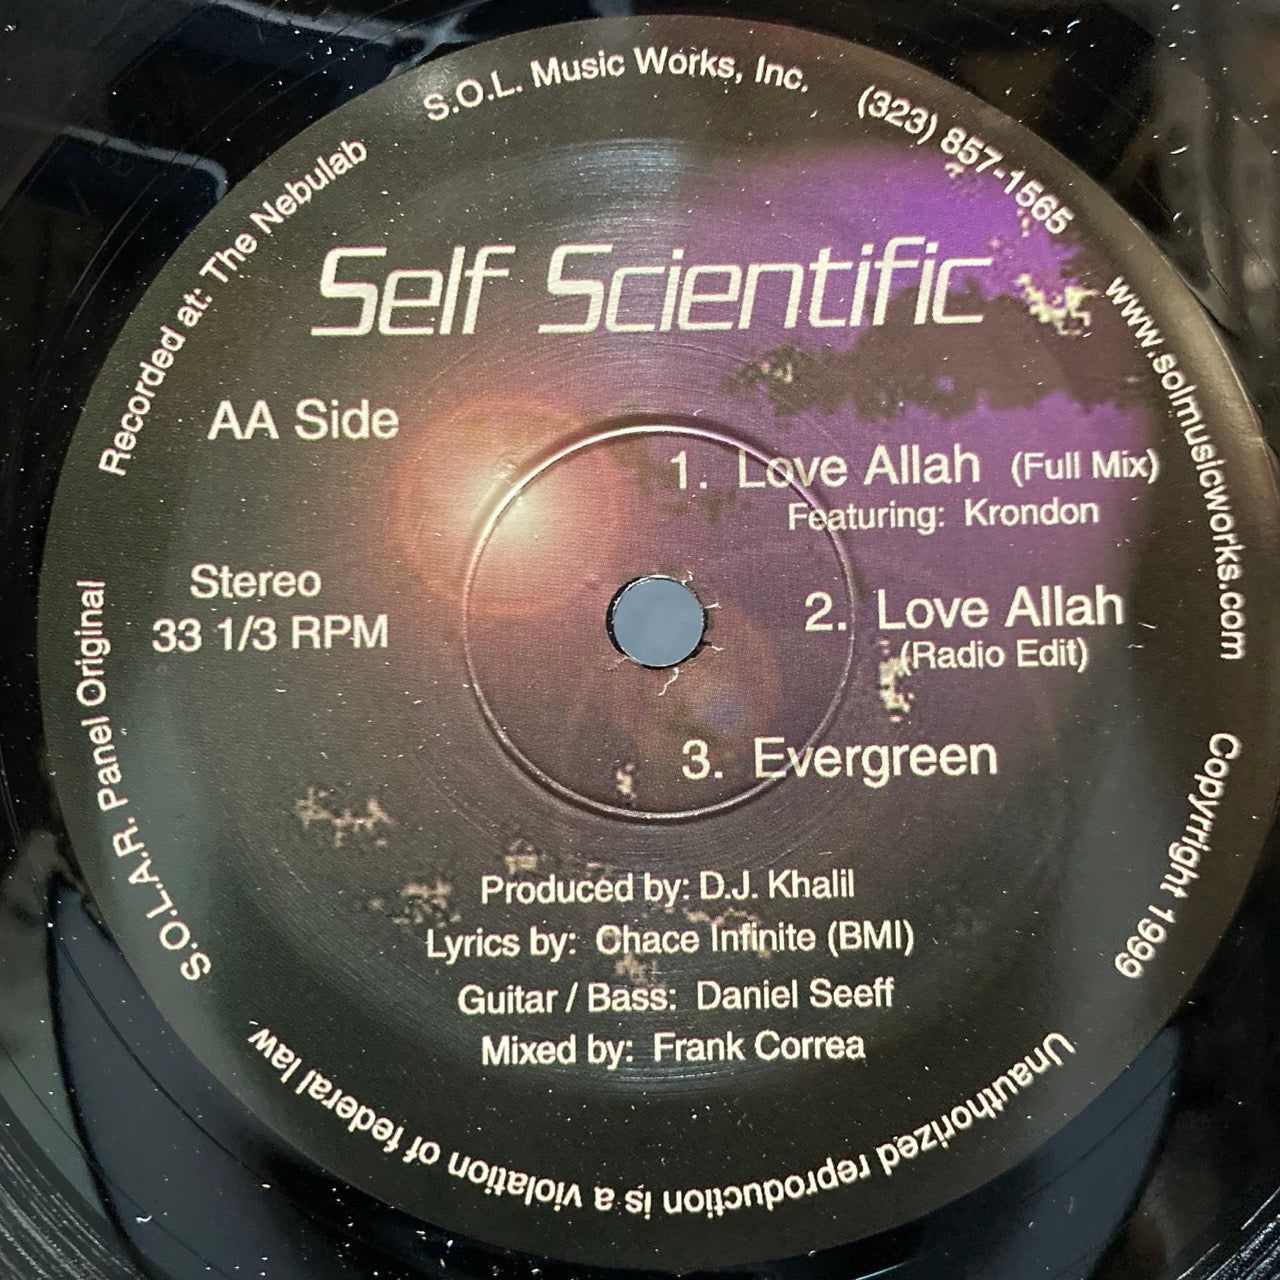 S.O.L. Music Works, Inc.
(323) 857-1565
www.solmusicworks.com
Copyrright 1999
Unauthorized reproduction is a violation of federal law
S.O.L.A.R. Panel Original
Recorded at: The Nebulab
Self Scientific
AA Side
Stereo
33 1/3 RPM
1. Love Allah (Full Mix)
Featuring: Krondon
2. Love Allah
(Radio Edit)
3. Evergreen
Produced by: D.J. Khalil
Lyrics by: Chace Infinite (BMI)
Guitar / Bass: Daniel Seeff
Mixed by: Frank Correa